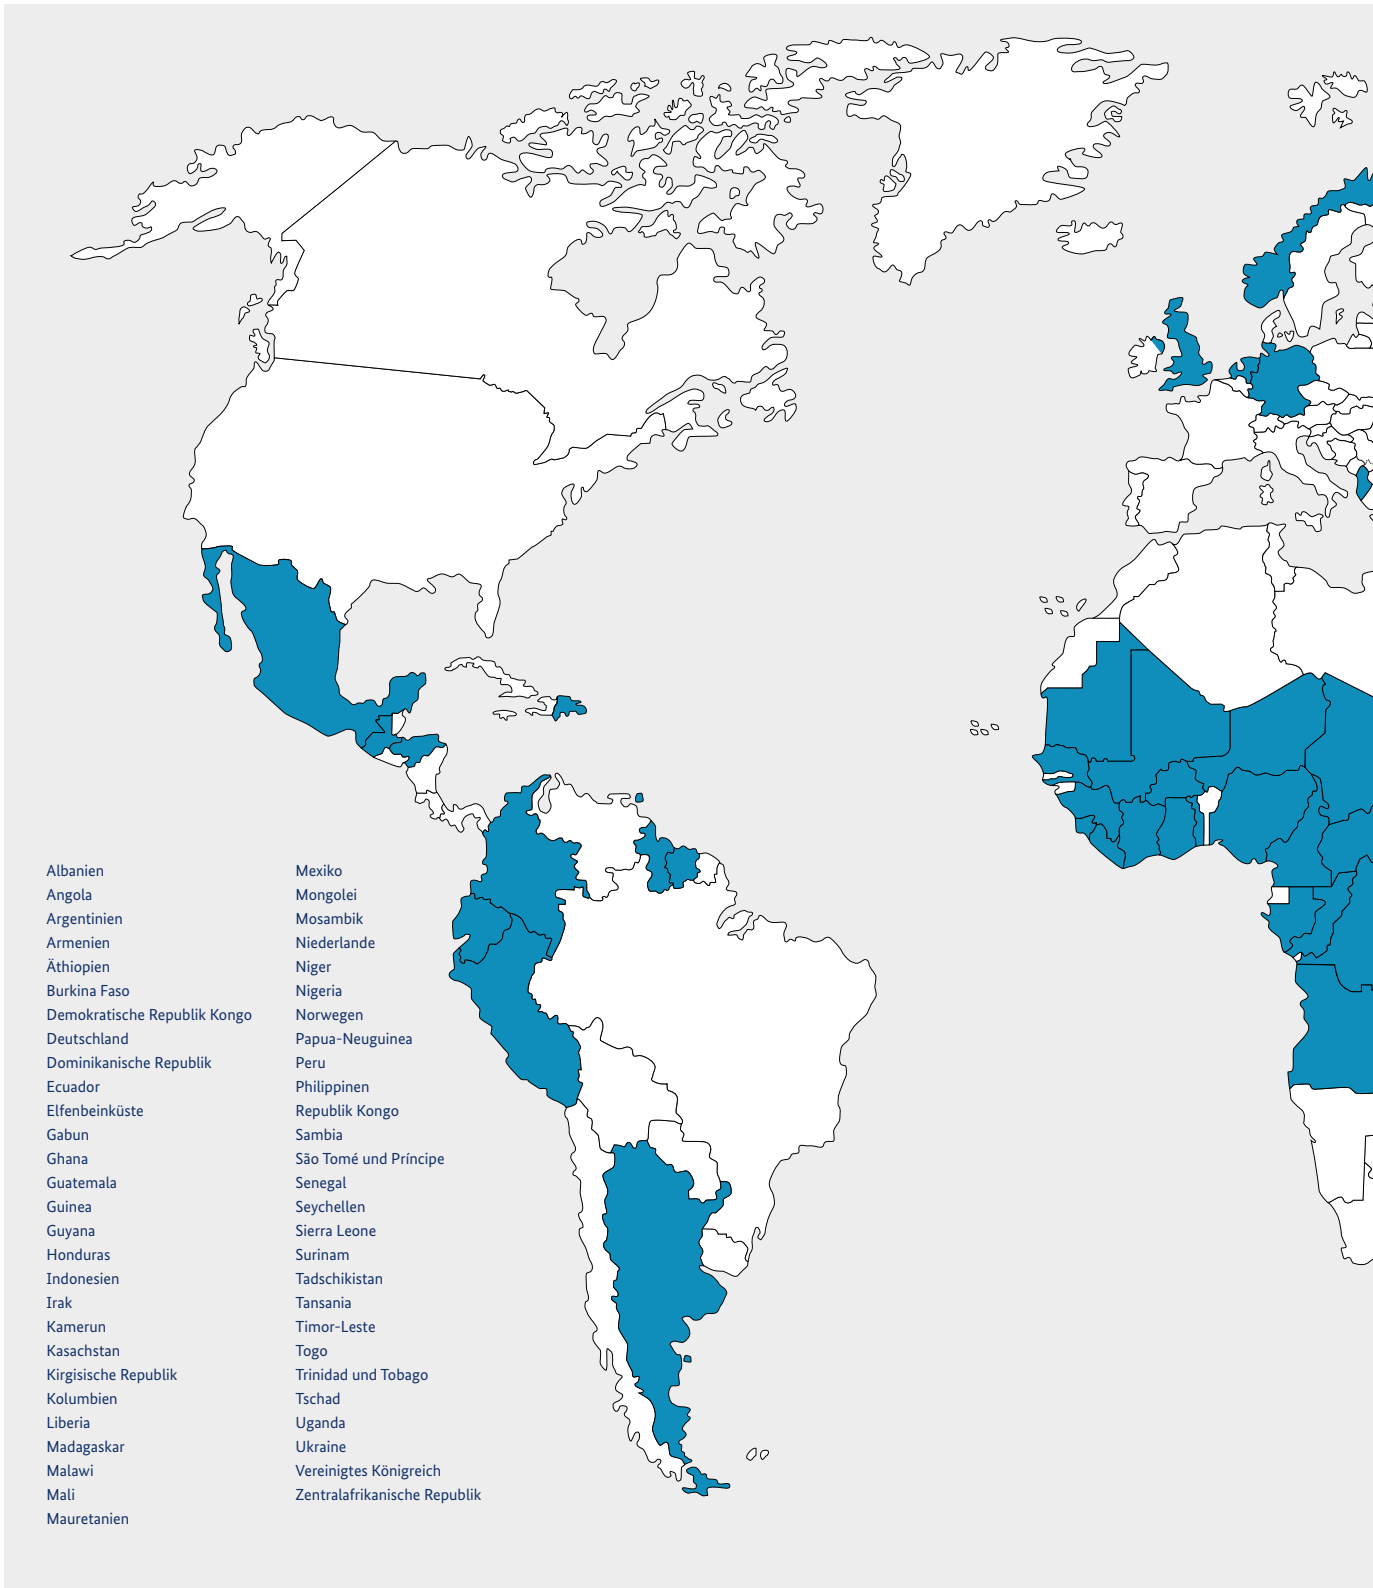 Albanien
Angola
Argentinien
Armenien
Äthiopien
Burkina Faso
Demokratische Republik Kongo
Deutschland
Dominikanische Republik
Ecuador
Elfenbeinküste
Gabun
Ghana
Guatemala
Guinea
Guyana
Honduras
Indonesien
Irak
Kamerun
Kasachstan
Kirgisische Republik
Kolumbien
Liberia
Madagaskar
Malawi
Mali
Mauretanien
Mexiko
Mongolei
Mosambik
Niederlande
Niger
Nigeria
Norwegen
Papua-Neuguinea
Peru
Philippinen
Republik Kongo
Sambia
São Tomé und Príncipe
Senegal
Seychellen
Sierra Leone
Surinam
Tadschikistan
Tansania
Timor-Leste
Togo
Trinidad und Tobago
Tschad
Uganda
Ukraine
Vereinigtes Königreich
Zentralafrikanische Republik